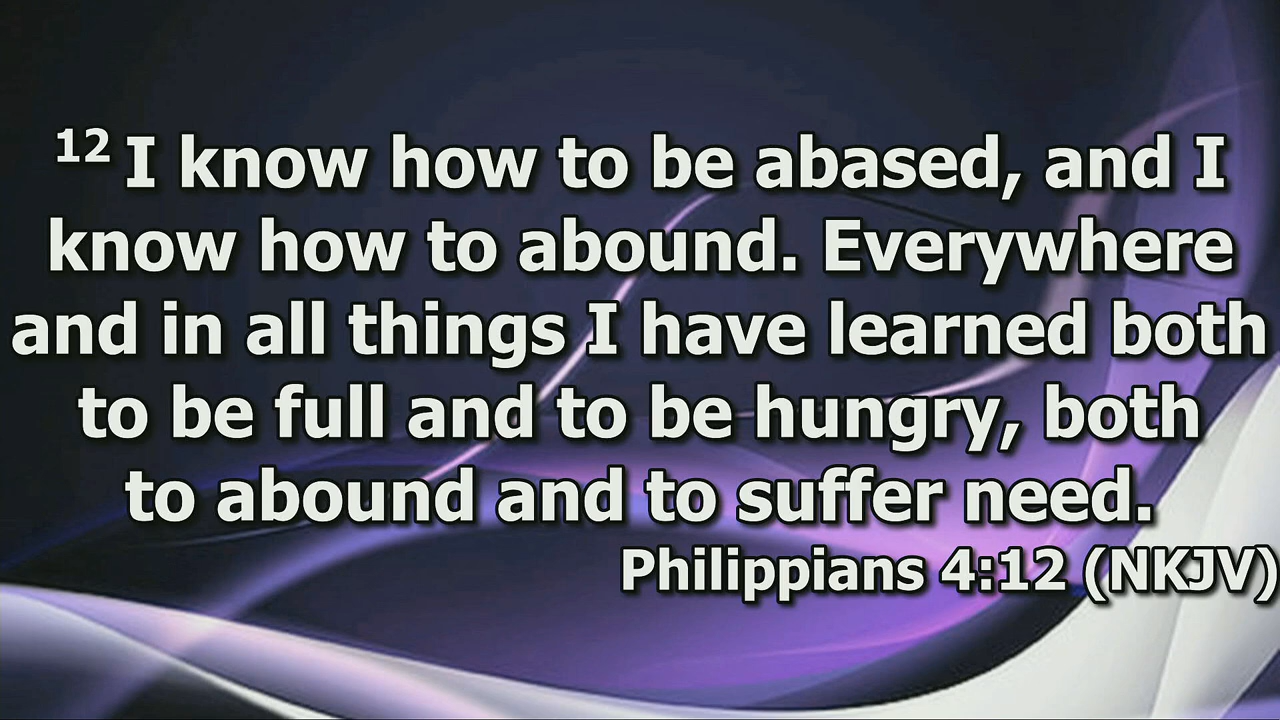 12 I know how to be abased, and I
know how to abound. Everywhere
and in all things I have learned both
to be full and to be hungry, both
to abound and to suffer need.
Philippians 4:12 (NKJV)